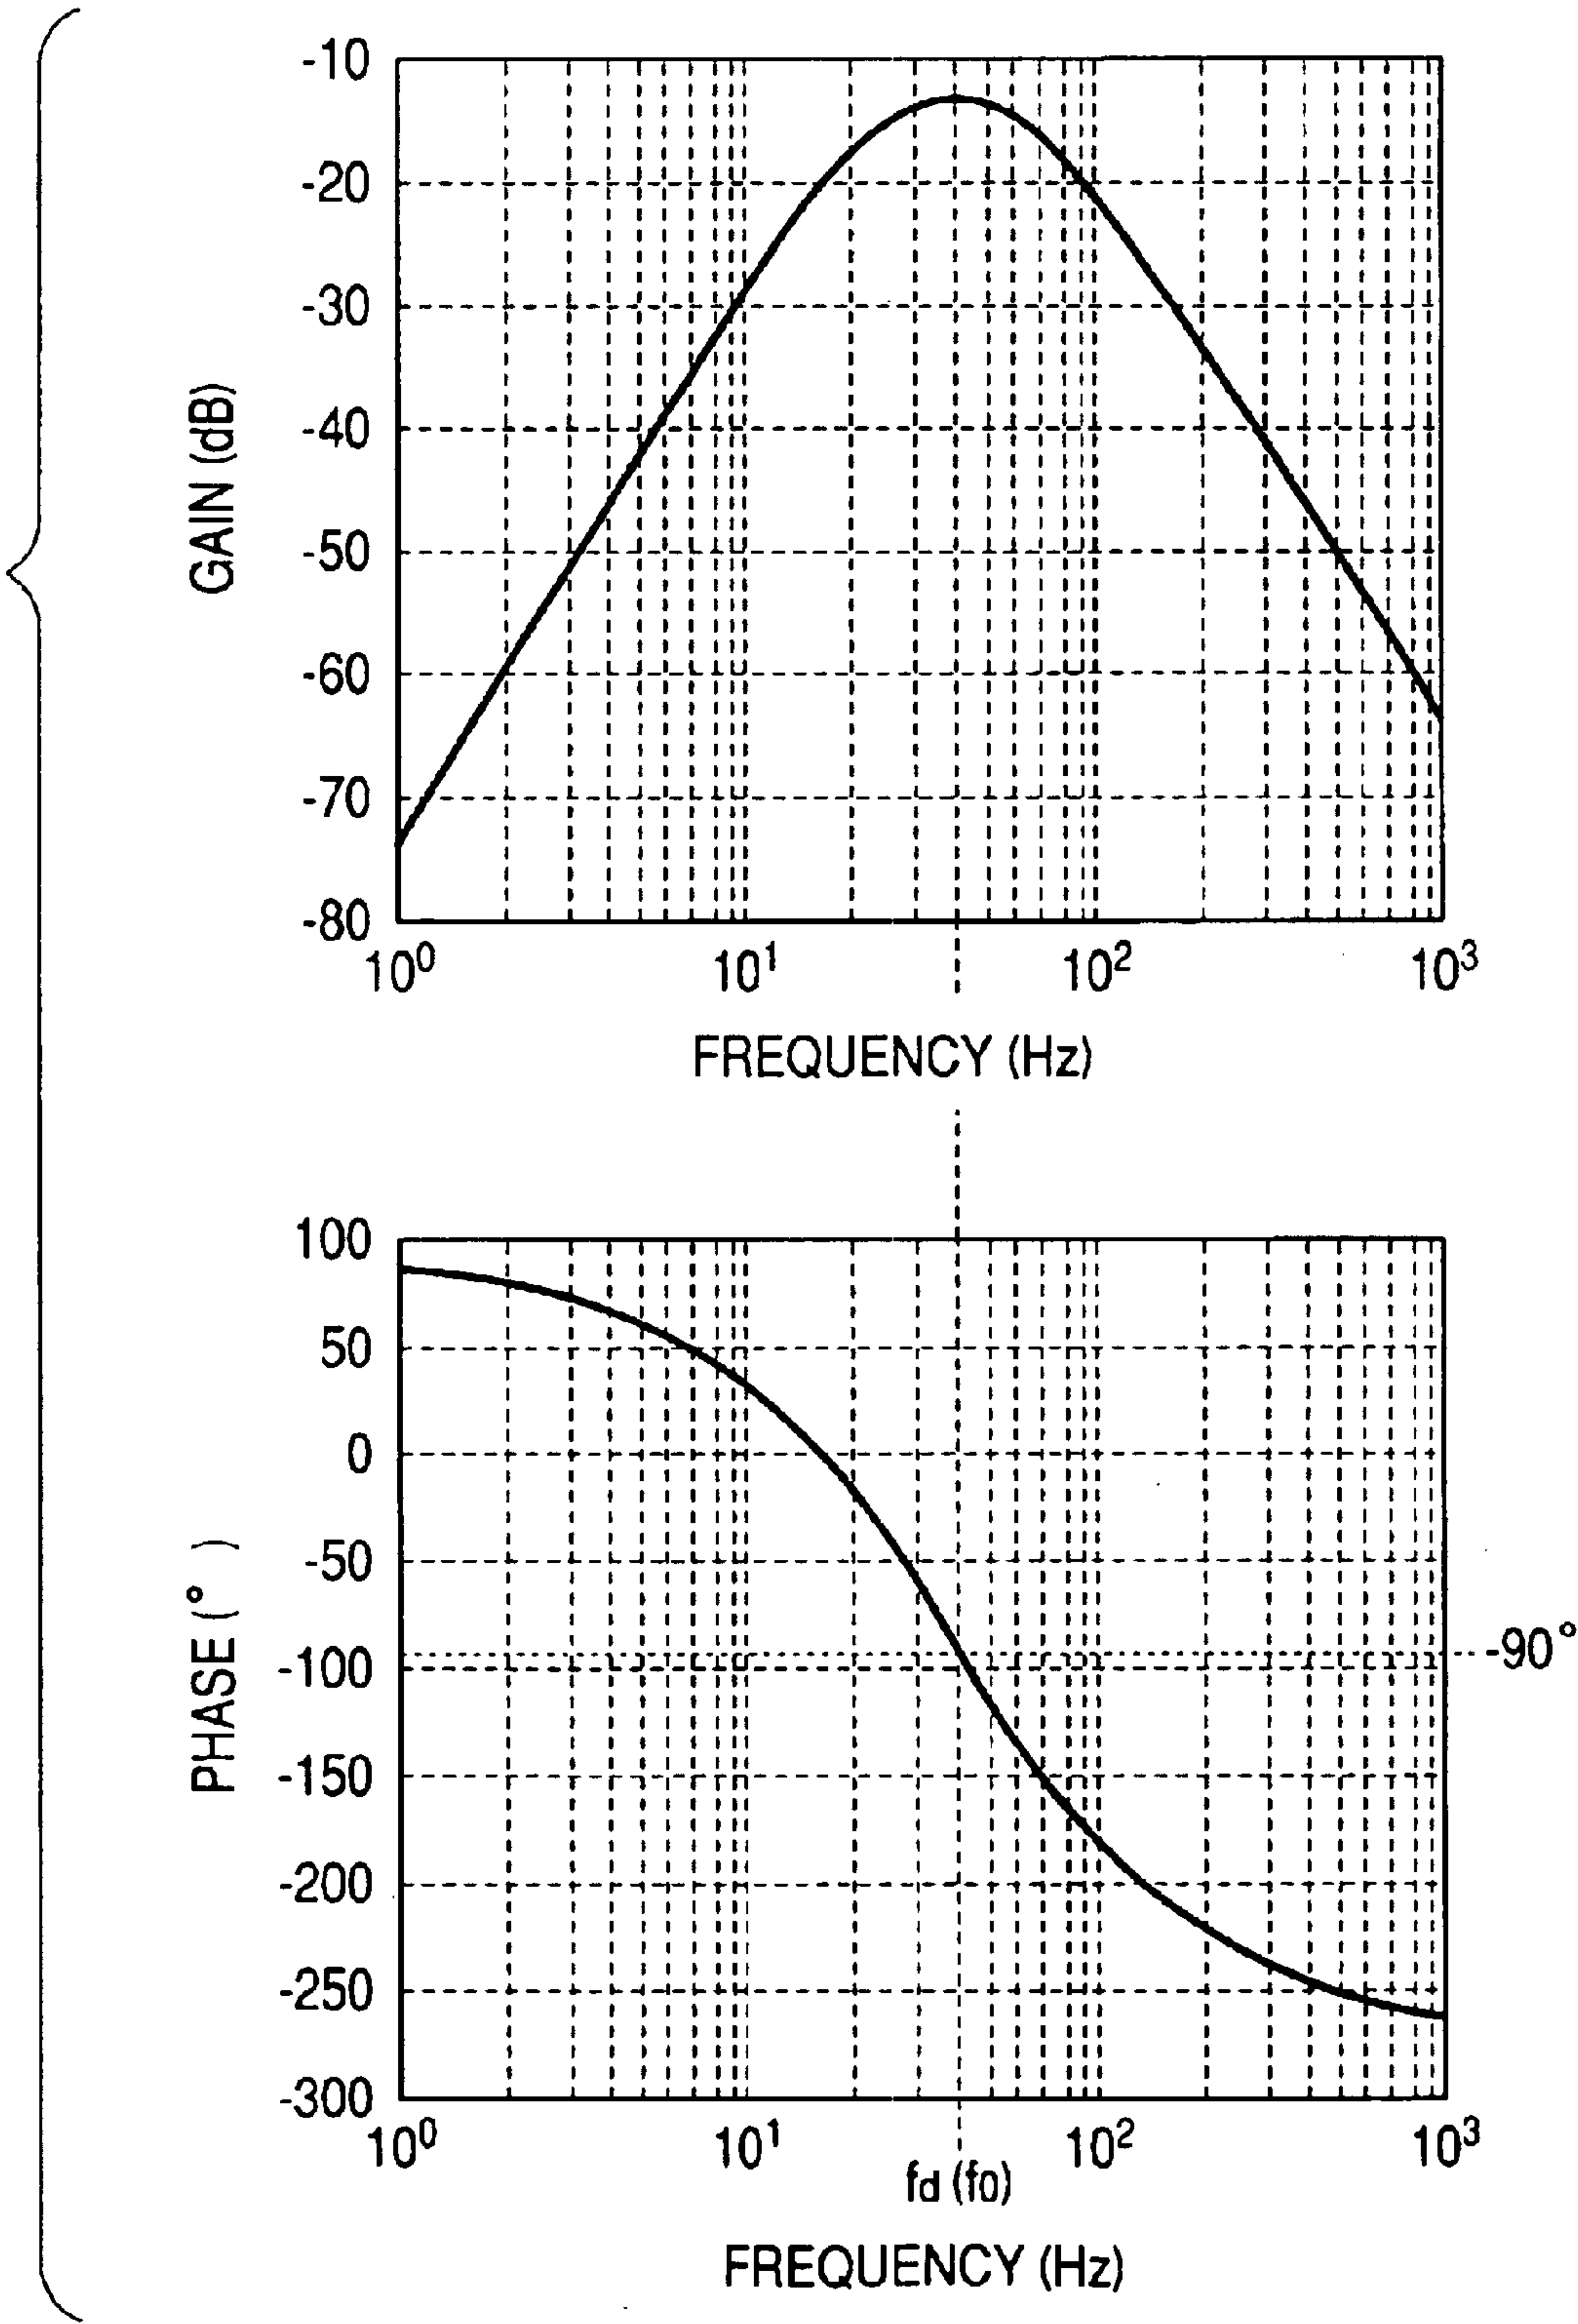 -10
-20
-30
-40
-50
-60
-70
-80
GAIN (dB)
10⁰ 10¹ 10² 10³
FREQUENCY (Hz)
100
50
0
-50
-100
-150
-200
-250
-300
PHASE (° )
-90°
10⁰ 10¹ 10² 10³
fd (f0)
FREQUENCY (Hz)